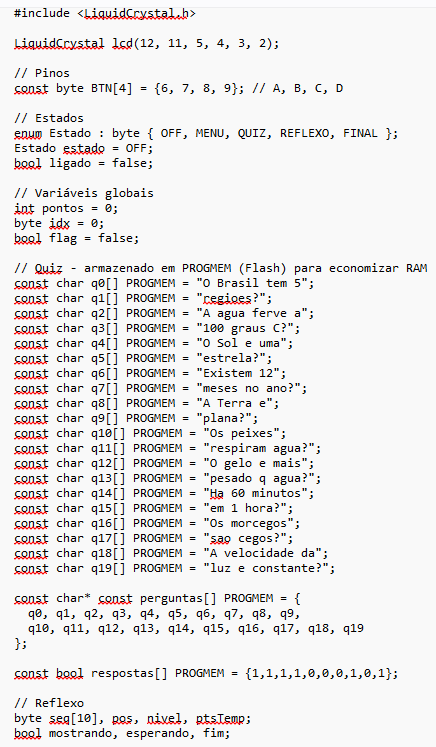 #include <LiquidCrystal.h>
LiquidCrystal lcd(12, 11, 5, 4, 3, 2);
// Pinos
const byte BTN[4] = {6, 7, 8, 9}; // A, B, C, D
// Estados
enum Estado : byte { OFF, MENU, QUIZ, REFLEXO, FINAL };
Estado estado = OFF;
bool ligado = false;
// Variáveis globais
int pontos = 0;
byte idx = 0;
bool flag = false;
// Quiz - armazenado em PROGMEM (Flash) para economizar RAM
const char q0[] PROGMEM = "O Brasil tem 5";
const char q1[] PROGMEM = "regioes?";
const char q2[] PROGMEM = "A agua ferve a";
const char q3[] PROGMEM = "100 graus C?";
const char q4[] PROGMEM = "O Sol e uma";
const char q5[] PROGMEM = "estrela?";
const char q6[] PROGMEM = "Existem 12";
const char q7[] PROGMEM = "meses no ano?";
const char q8[] PROGMEM = "A Terra e";
const char q9[] PROGMEM = "plana?";
const char q10[] PROGMEM = "Os peixes";
const char q11[] PROGMEM = "respiram agua?";
const char q12[] PROGMEM = "O gelo e mais";
const char q13[] PROGMEM = "pesado q agua?";
const char q14[] PROGMEM = "Ha 60 minutos";
const char q15[] PROGMEM = "em 1 hora?";
const char q16[] PROGMEM = "Os morcegos";
const char q17[] PROGMEM = "sao cegos?";
const char q18[] PROGMEM = "A velocidade da";
const char q19[] PROGMEM = "luz e constante?";
const char* const perguntas[] PROGMEM = {
q0, q1, q2, q3, q4, q5, q6, q7, q8, q9,
q10, q11, q12, q13, q14, q15, q16, q17, q18, q19
};
const bool respostas[] PROGMEM = {1,1,1,1,0,0,0,1,0,1};
// Reflexo
byte seq[10], pos, nivel, ptsTemp;
bool mostrando, esperando, fim;